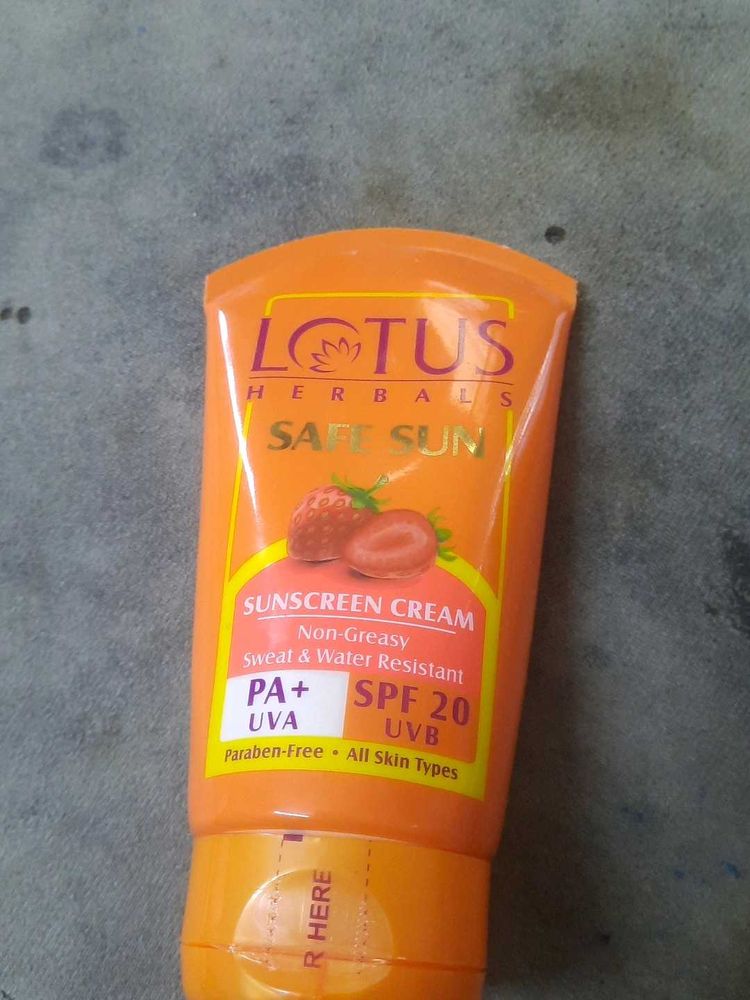 LOTUS
HERBALS
SAFE SUN
SUNSCREEN CREAM
Non-Greasy
Sweat & Water Resistant
PA+ SPF 20
UVA UVB
Paraben-Free • All Skin Types
R HERE